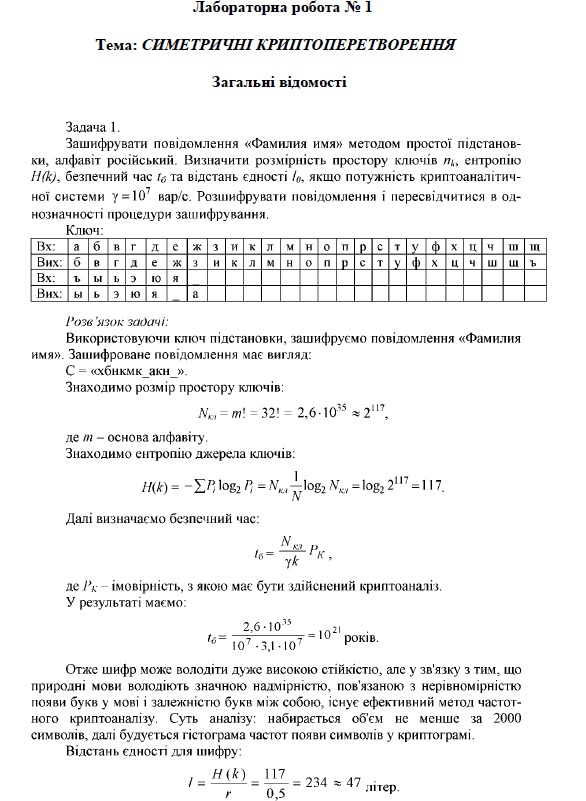 Лабораторна робота № 1
Тема: СИМЕТРИЧНІ КРИПТОПЕРЕТВОРЕННЯ
Загальні відомості
Задача 1.
Зашифрувати повідомлення «Фамилия имя» методом простої підстанов-
ки, алфавіт російський. Визначити розмірність простору ключів nk, ентропію
H(k), безпечний час tб та відстань єдності l0, якщо потужність криптоаналітич-
ної системи γ = 10^7 вар/с. Розшифрувати повідомлення і пересвідчитися в од-
нозначності процедури зашифрування.
Ключ:
Вх: а б в г д е ж з и к л м н о п р с т у ф х ц ч ш щ
Вих: б в г д е ж з и к л м н о п р с т у ф х ц ч ш щ ъ
Вх: ъ ы ь э ю я _
Вих: ы ь э ю я _ а
Розв'язок задачі:
Використовуючи ключ підстановки, зашифруємо повідомлення «Фамилия
имя». Зашифроване повідомлення має вигляд:
С = «хбнкмк_акн_».
Знаходимо розмір простору ключів:
Nкл = m! = 32! = 2,6·10^35 ≈ 2^117,
де m – основа алфавіту.
Знаходимо ентропію джерела ключів:
H(k) = −∑Pi log2 Pi = Nкл 1/N log2 Nкл = log2 2^117 = 117.
Далі визначаємо безпечний час:
tб = Nкл/γk PК ,
де PК – імовірність, з якою має бути здійснений криптоаналіз.
У результаті маємо:
tб = 2,6·10^35/10^7·3,1·10^7 = 10^21 років.
Отже шифр може володіти дуже високою стійкістю, але у зв'язку з тим, що
природні мови володіють значною надмірністю, пов'язаною з нерівномірністю
появи букв у мові і залежністю букв між собою, існує ефективний метод частот-
ного криптоаналізу. Суть аналізу: набирається об'єм не менше за 2000
символів, далі будується гістограма частот появи символів у криптограмі.
Відстань єдності для шифру:
l = H(k)/r = 117/0,5 = 234 ≈ 47 літер.